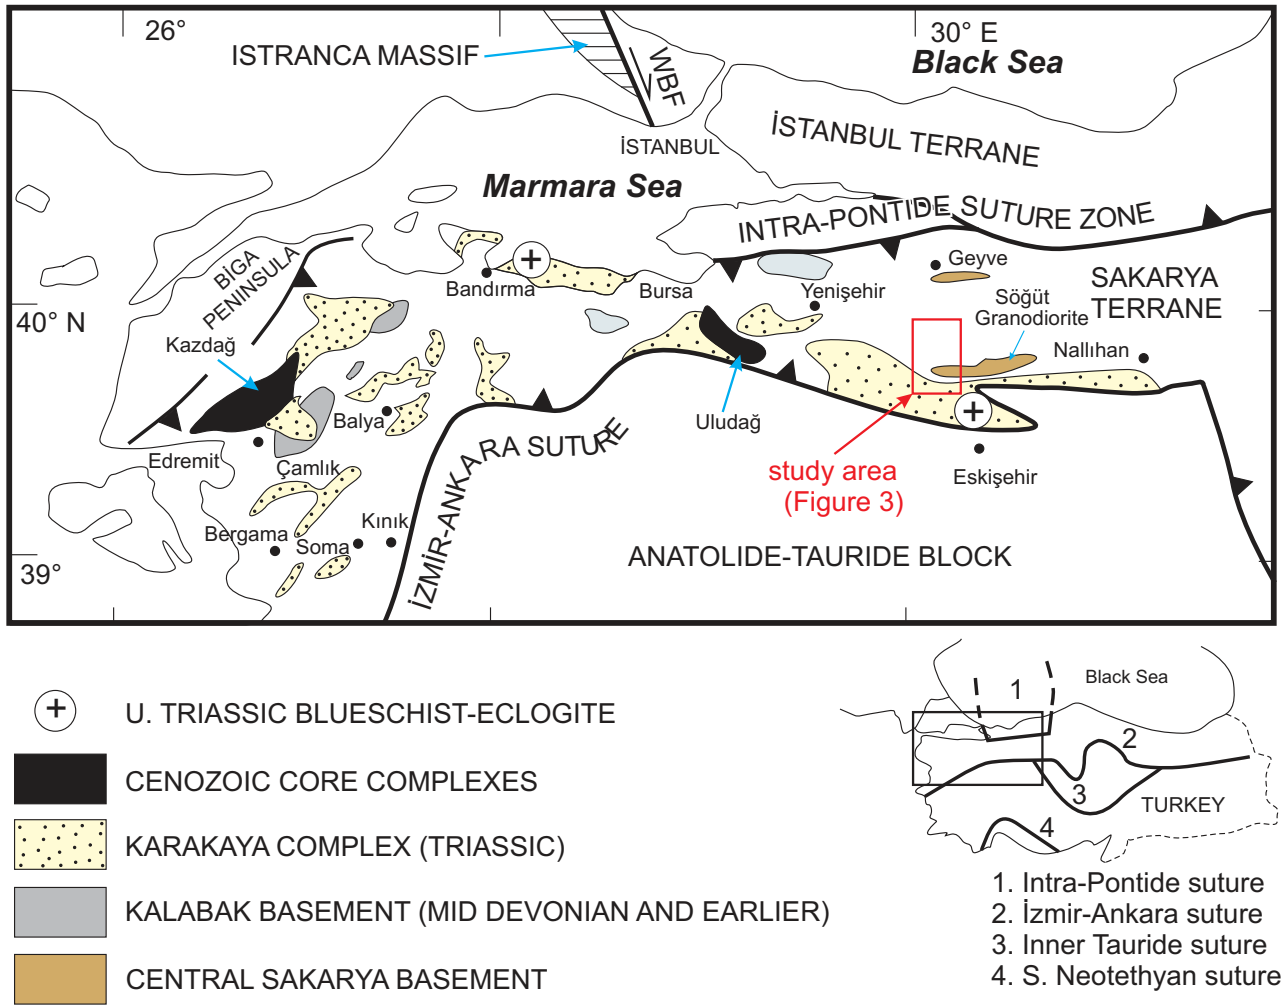 26°
30° E
ISTRANCA MASSIF
WBF
Black Sea
İSTANBUL
İSTANBUL TERRANE
Marmara Sea
INTRA-PONTIDE SUTURE ZONE
BİGA
PENINSULA
Bandırma
Bursa
Geyve
Yenişehir
SAKARYA
TERRANE
40° N
Söğüt
Granodiorite
Kazdağ
Nallıhan
Balya
Uludağ
Edremit
Çamlık
İZMİR-ANKARA SUTURE
study area
(Figure 3)
Eskişehir
Bergama
Soma
Kınık
39°
ANATOLIDE-TAURIDE BLOCK
U. TRIASSIC BLUESCHIST-ECLOGITE
CENOZOIC CORE COMPLEXES
KARAKAYA COMPLEX (TRIASSIC)
KALABAK BASEMENT (MID DEVONIAN AND EARLIER)
CENTRAL SAKARYA BASEMENT
1
Black Sea
2
3
TURKEY
4
1. Intra-Pontide suture
2. İzmir-Ankara suture
3. Inner Tauride suture
4. S. Neotethyan suture